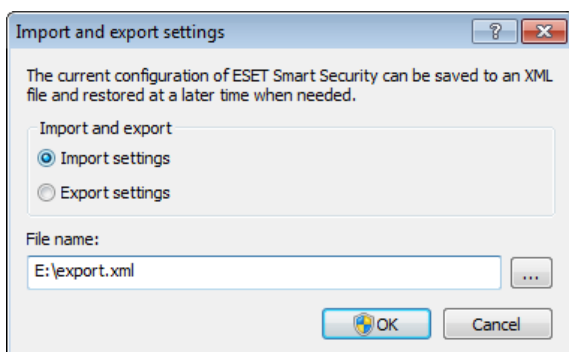 Import and export settings
The current configuration of ESET Smart Security can be saved to an XML
file and restored at a later time when needed.
Import and export
Import settings
Export settings
File name:
E:\export.xml
...
OK
Cancel